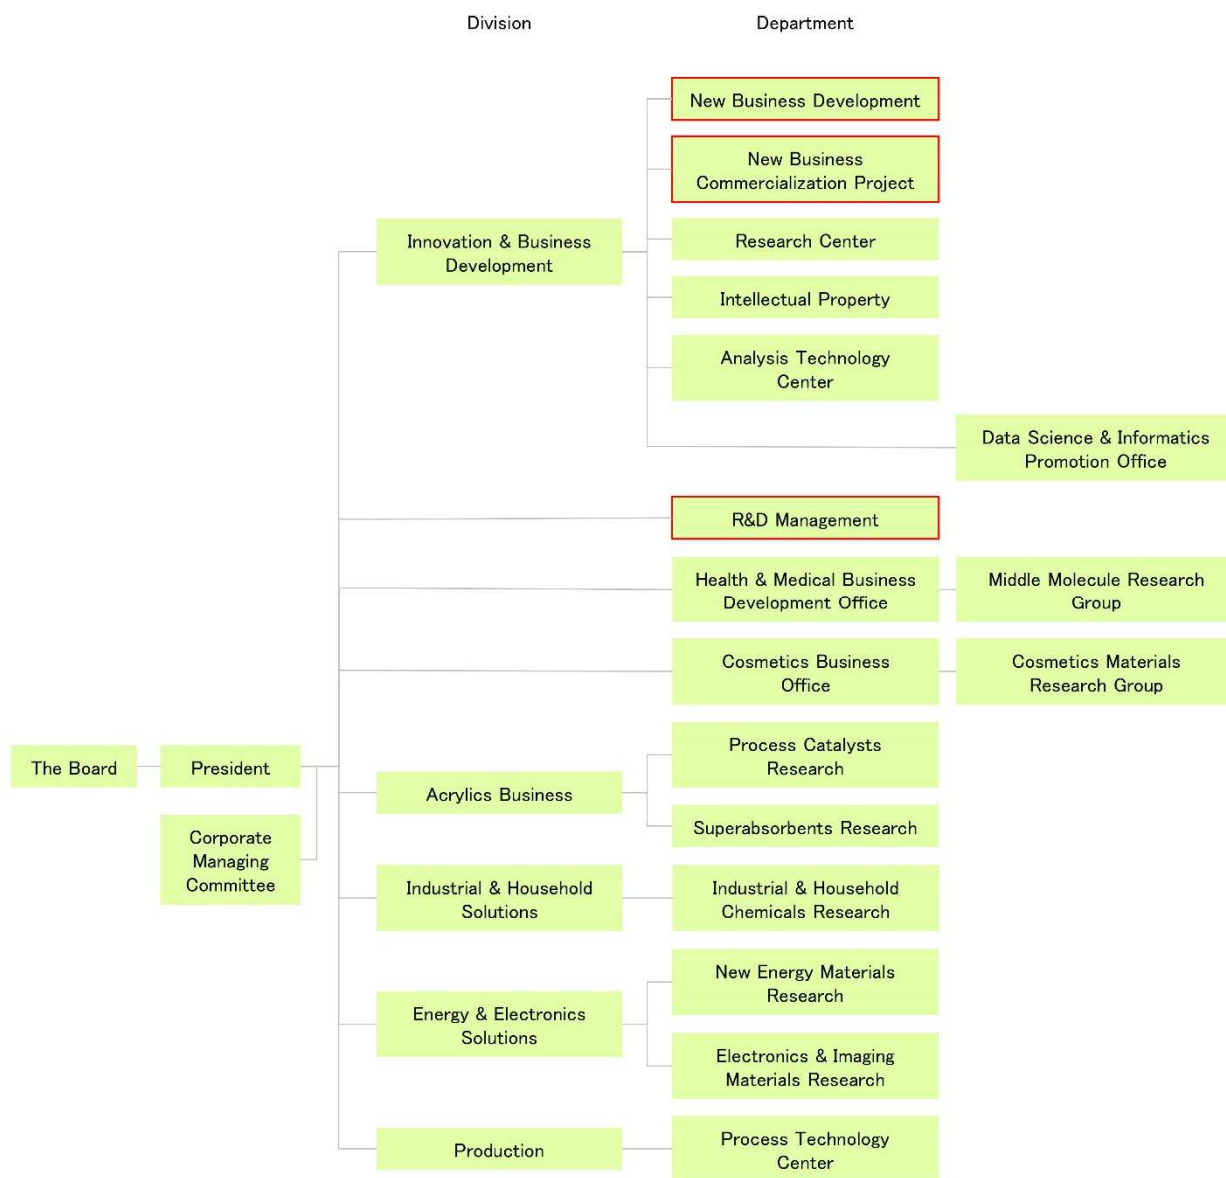 Division
Department
New Business Development
New Business
Commercialization Project
Innovation & Business
Development
Research Center
Intellectual Property
Analysis Technology
Center
Data Science & Informatics
Promotion Office
R&D Management
Health & Medical Business
Development Office
Middle Molecule Research
Group
Cosmetics Business
Office
Cosmetics Materials
Research Group
The Board
President
Corporate
Managing
Committee
Acrylics Business
Process Catalysts
Research
Superabsorbents Research
Industrial & Household
Solutions
Industrial & Household
Chemicals Research
Energy & Electronics
Solutions
New Energy Materials
Research
Electronics & Imaging
Materials Research
Production
Process Technology
Center